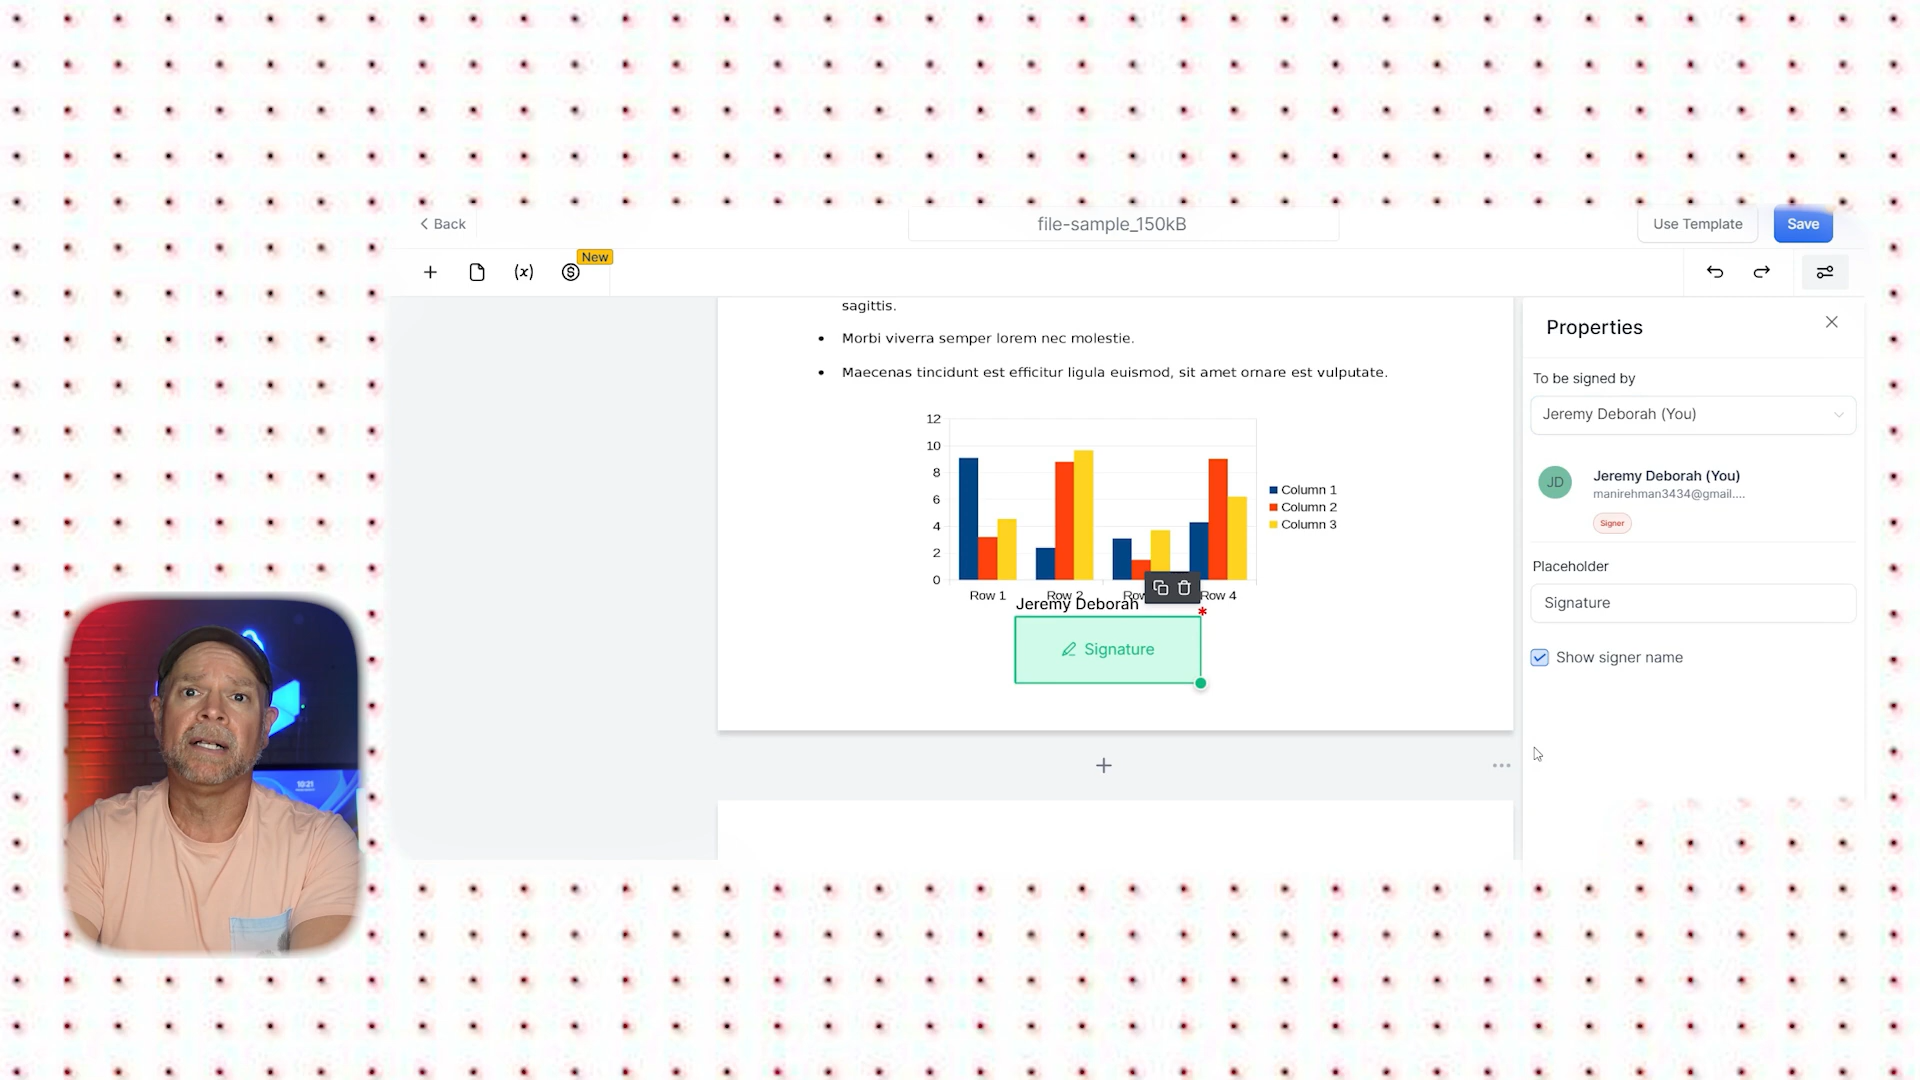 Back
file-sample_150kB
Use Template
Save
(x)
New
sagittis.
• Morbi viverra semper lorem nec molestie.
• Maecenas tincidunt est efficitur ligula euismod, sit amet ornare est vulputate.
12
10
8
6
4
2
0
Row 1
Row 2
Row 4
Column 1
Column 2
Column 3
Jeremy Deborah
*
Signature
Properties
To be signed by
Jeremy Deborah (You)
JD
Jeremy Deborah (You)
manirehman3434@gmail....
Signer
Placeholder
Signature
Show signer name
10:21